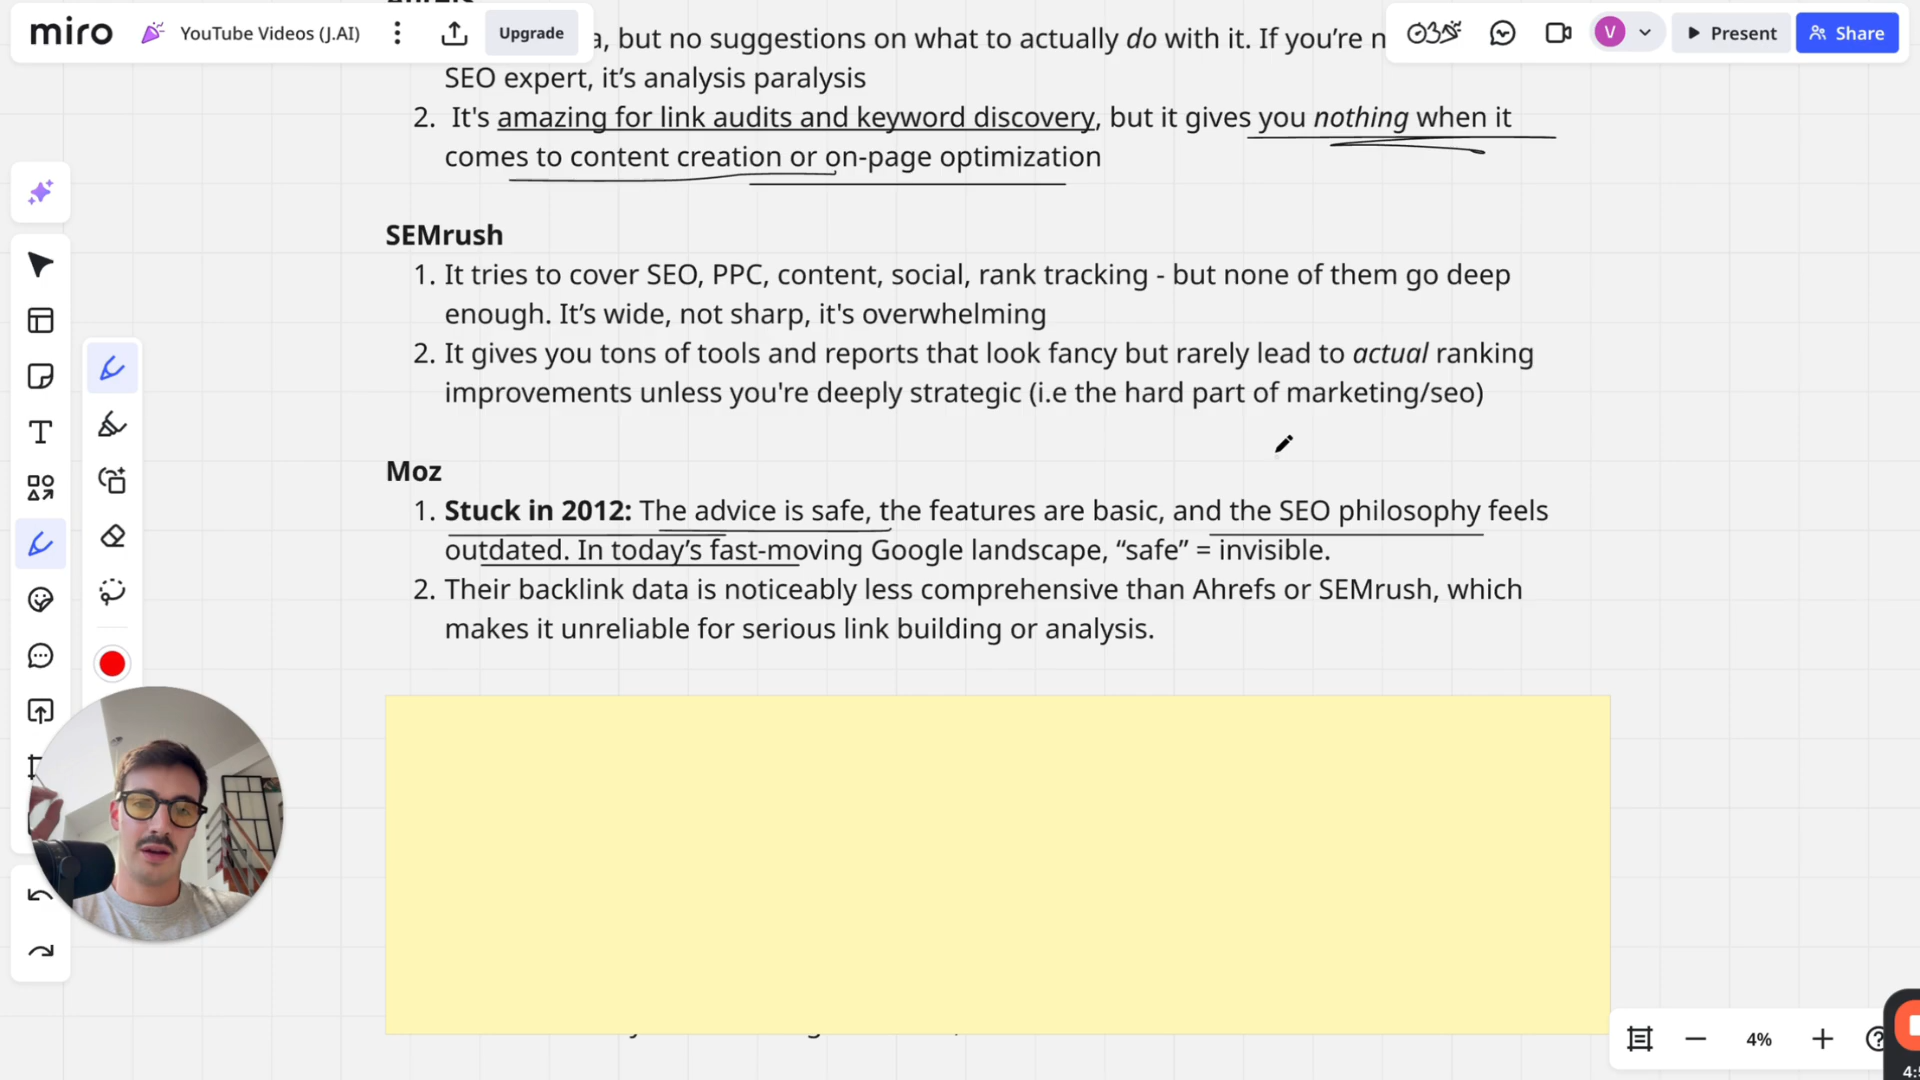 miro
YouTube Videos (J.AI)
Upgrade
V
Present
Share
a, but no suggestions on what to actually do with it. If you’re n
SEO expert, it’s analysis paralysis
2. It's amazing for link audits and keyword discovery, but it gives you nothing when it
comes to content creation or on-page optimization
SEMrush
1. It tries to cover SEO, PPC, content, social, rank tracking - but none of them go deep
enough. It’s wide, not sharp, it's overwhelming
2. It gives you tons of tools and reports that look fancy but rarely lead to actual ranking
improvements unless you're deeply strategic (i.e the hard part of marketing/seo)
Moz
1. Stuck in 2012: The advice is safe, the features are basic, and the SEO philosophy feels
outdated. In today’s fast-moving Google landscape, “safe” = invisible.
2. Their backlink data is noticeably less comprehensive than Ahrefs or SEMrush, which
makes it unreliable for serious link building or analysis.
4%